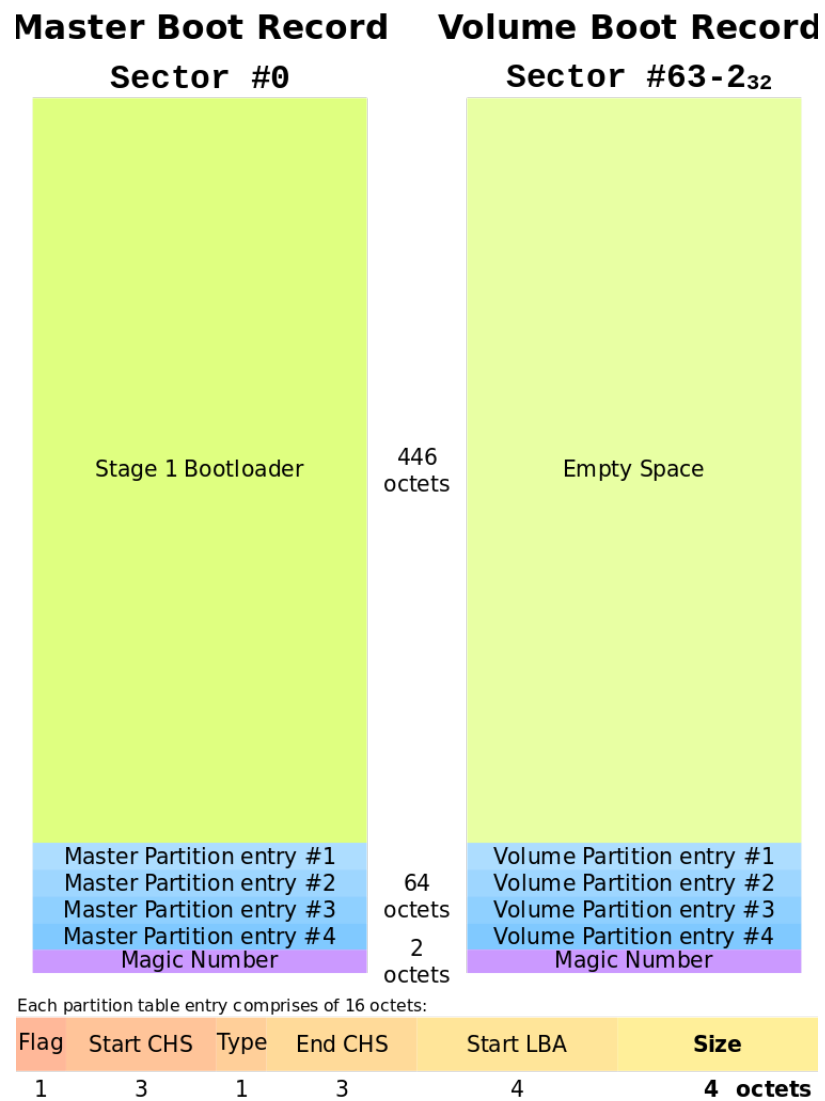 Master Boot Record
Volume Boot Record
Sector #0
Sector #63-2₃₂
Stage 1 Bootloader
446
octets
Empty Space
Master Partition entry #1
Master Partition entry #2
Master Partition entry #3
Master Partition entry #4
Magic Number
64
octets
2
octets
Volume Partition entry #1
Volume Partition entry #2
Volume Partition entry #3
Volume Partition entry #4
Magic Number
Each partition table entry comprises of 16 octets:
Flag Start CHS Type End CHS Start LBA Size
1 3 1 3 4 4 octets